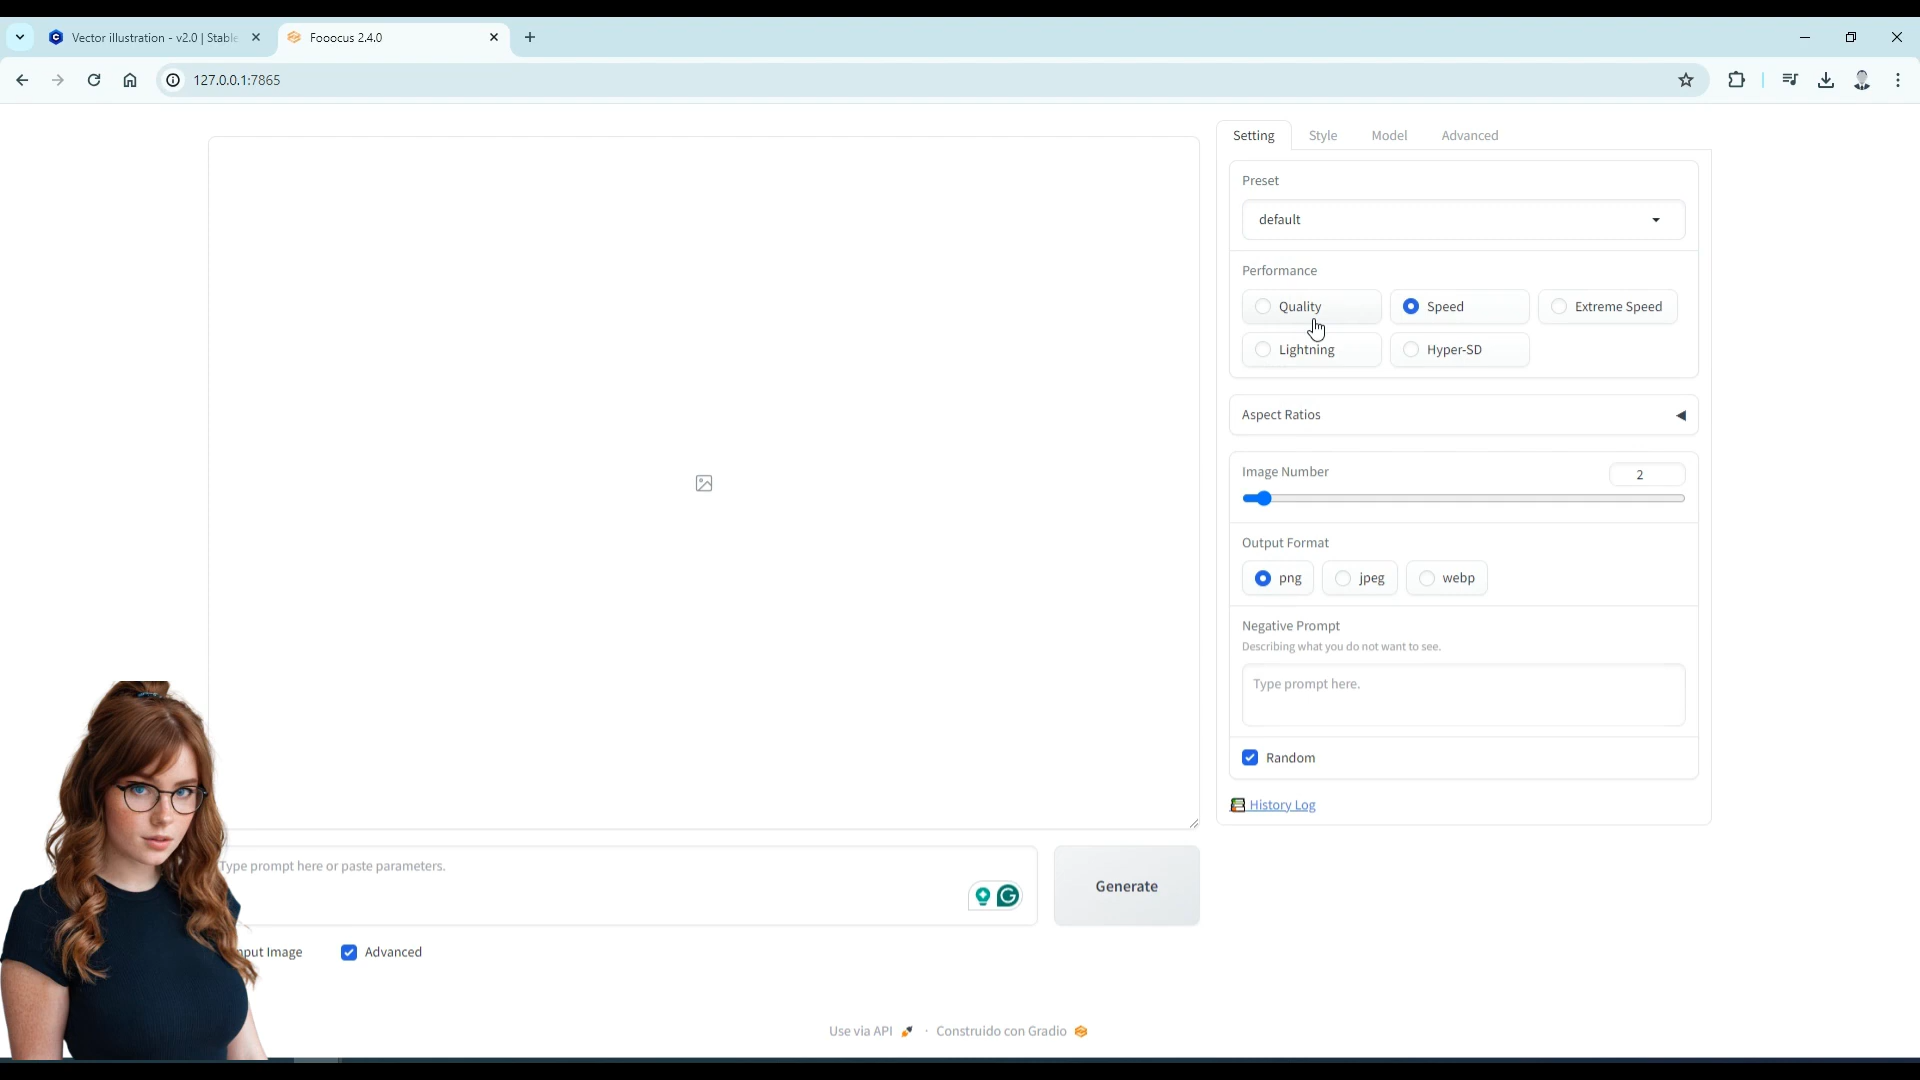 Vector illustration - v2.0 | Stable
Fooocus 2.4.0
127.0.0.1:7865
Setting
Style
Model
Advanced
Preset
default
Performance
Quality
Speed
Extreme Speed
Lightning
Hyper-SD
Aspect Ratios
Image Number
2
Output Format
png
jpeg
webp
Negative Prompt
Describing what you do not want to see.
Type prompt here.
Random
History Log
Type prompt here or paste parameters.
Generate
Image
Advanced
Use via API · Construido con Gradio